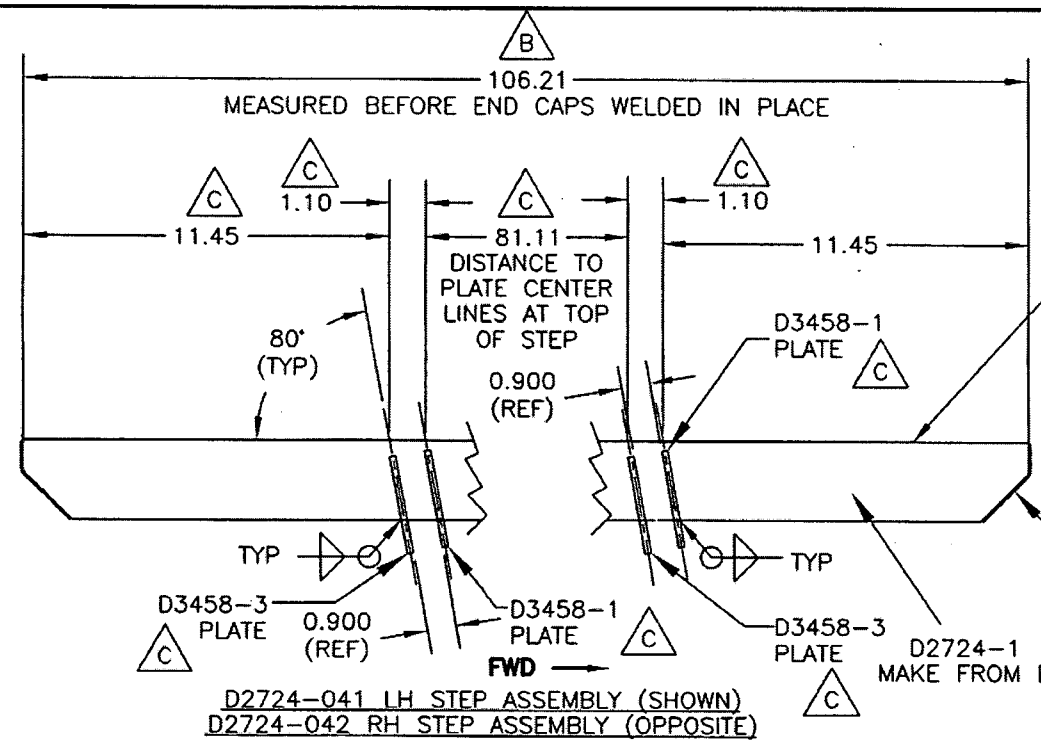 B
106.21
MEASURED BEFORE END CAPS WELDED IN PLACE
C
C
C
C
1.10
1.10
11.45
81.11
11.45
DISTANCE TO
PLATE CENTER
LINES AT TOP
OF STEP
80°
(TYP)
0.900
(REF)
D3458-1
PLATE
C
TYP
TYP
D3458-3
PLATE
C
0.900
(REF)
D3458-1
PLATE
C
D3458-3
PLATE
C
D2724-1
MAKE FROM
FWD
D2724-041 LH STEP ASSEMBLY (SHOWN)
D2724-042 RH STEP ASSEMBLY (OPPOSITE)